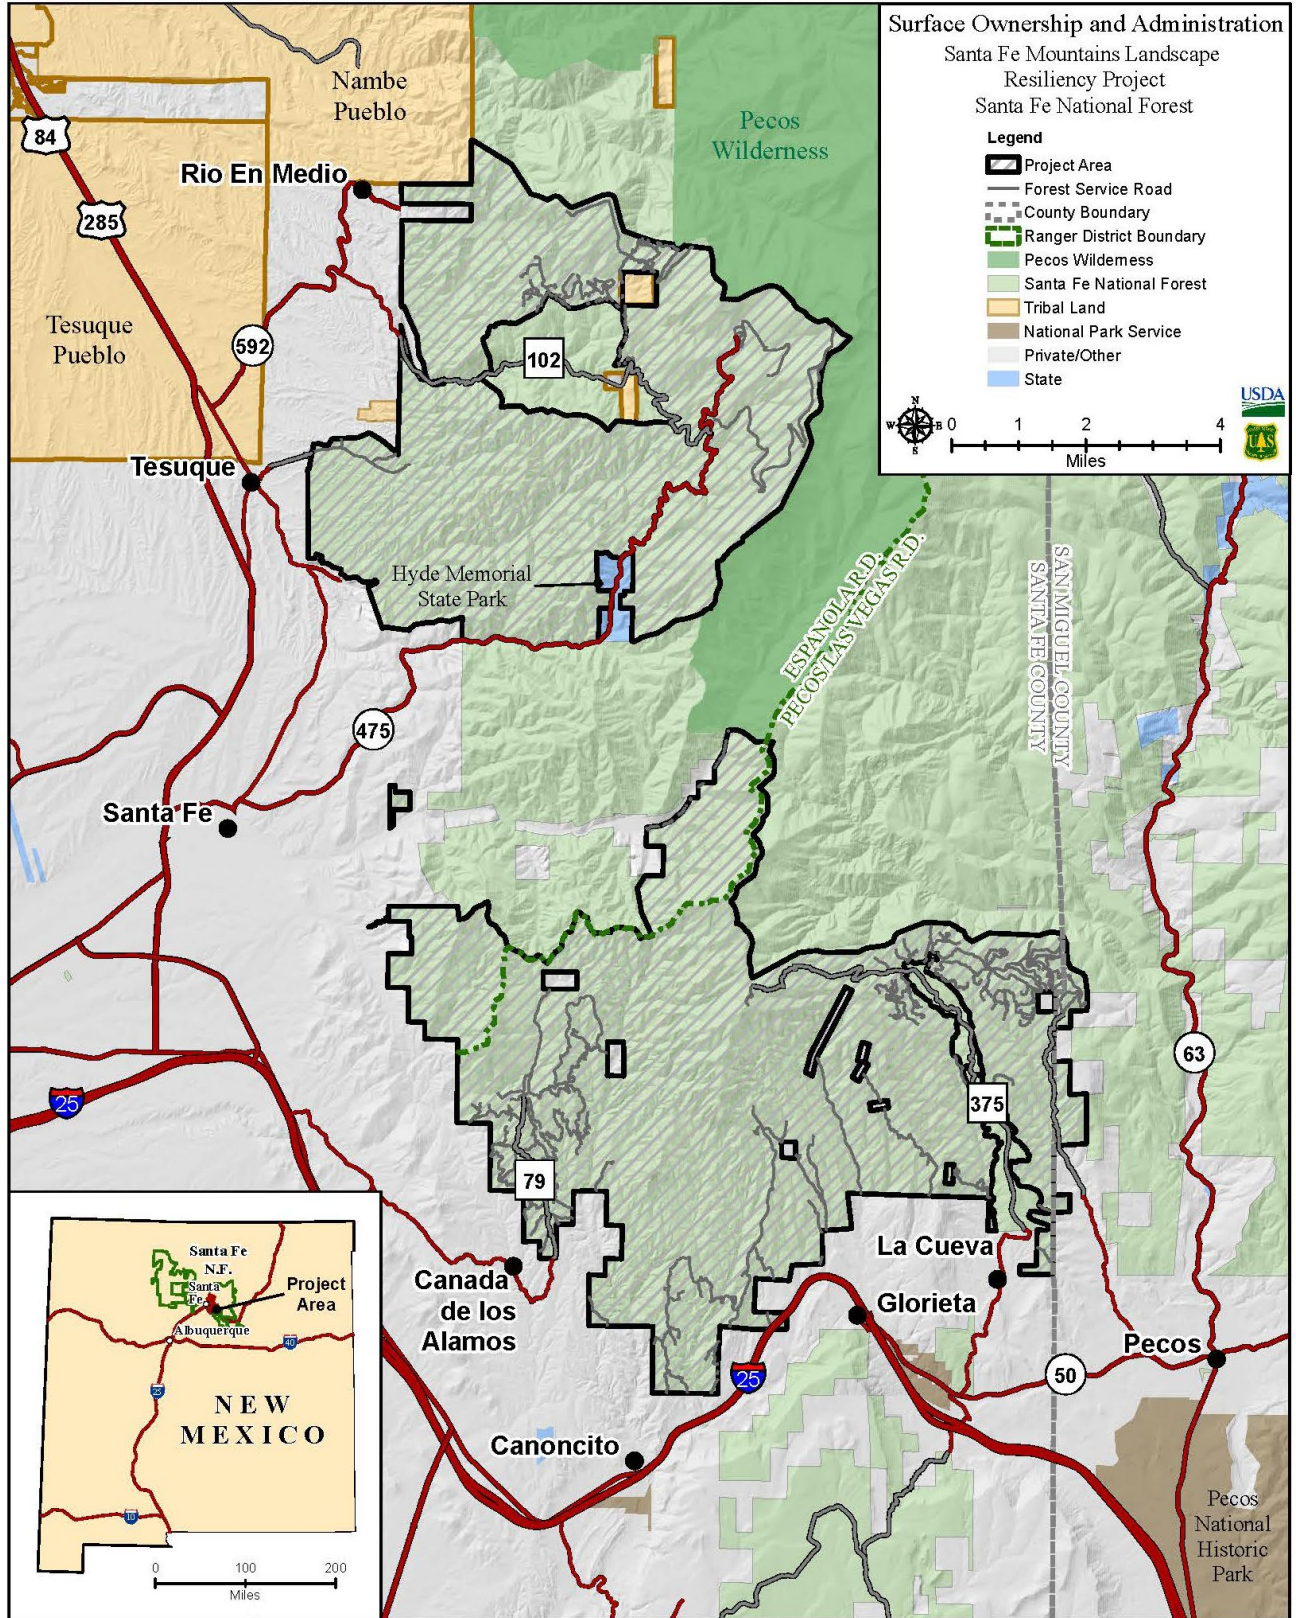 Surface Ownership and Administration
Santa Fe Mountains Landscape
Resiliency Project
Santa Fe National Forest
Legend
Project Area
Forest Service Road
County Boundary
Ranger District Boundary
Pecos Wilderness
Santa Fe National Forest
Tribal Land
National Park Service
Private/Other
State
N
W E
S
0 1 2 4
Miles
USDA
U S
Nambe
Pueblo
Pecos
Wilderness
84
Rio En Medio
285
Tesuque
Pueblo
592
102
Tesuque
Hyde Memorial
State Park
ESPANOLA R.D.
PECOS/LAS VEGAS R.D.
SAN MIGUEL COUNTY
SANTA FE COUNTY
475
Santa Fe
63
25
375
79
La Cueva
Canada
de los
Alamos
Glorieta
Pecos
25
50
Canoncito
Pecos
National
Historic
Park
Santa Fe
N.F.
Santa
Fe
Project
Area
Albuquerque
40
25
NEW
MEXICO
10
0 100 200
Miles